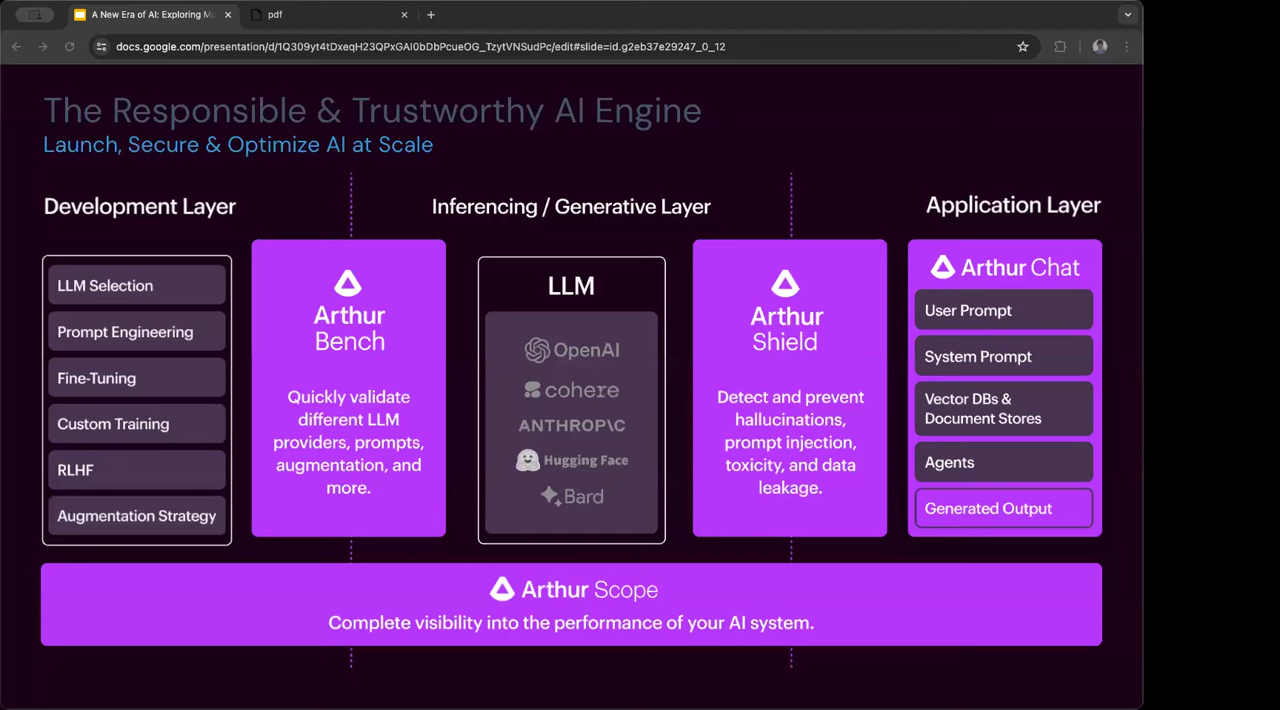 A New Era of AI: Exploring M
pdf
docs.google.com/presentation/d/1Q309yt4tDxeqH23QPxGAI0bDbPcueOG_TzytVNSudPc/edit#slide=id.g2eb37e29247_0_12
The Responsible & Trustworthy AI Engine
Launch, Secure & Optimize AI at Scale
Development Layer
LLM Selection
Prompt Engineering
Fine-Tuning
Custom Training
RLHF
Augmentation Strategy
Arthur
Bench
Quickly validate
different LLM
providers, prompts,
augmentation, and
more.
Inferencing / Generative Layer
LLM
OpenAI
cohere
ANTHROP\C
Hugging Face
Bard
Arthur
Shield
Detect and prevent
hallucinations,
prompt injection,
toxicity, and data
leakage.
Application Layer
Arthur Chat
User Prompt
System Prompt
Vector DBs &
Document Stores
Agents
Generated Output
Arthur Scope
Complete visibility into the performance of your AI system.